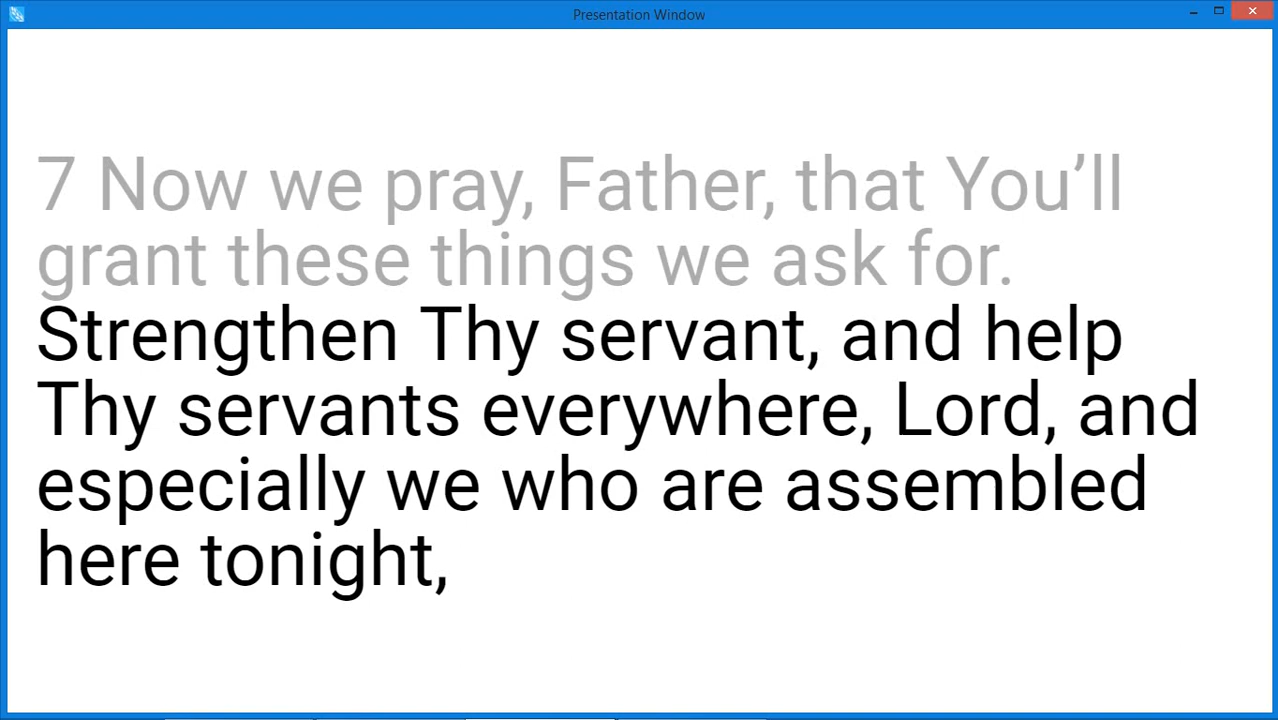 Presentation Window
7 Now we pray, Father, that You’ll
grant these things we ask for.
Strengthen Thy servant, and help
Thy servants everywhere, Lord, and
especially we who are assembled
here tonight,